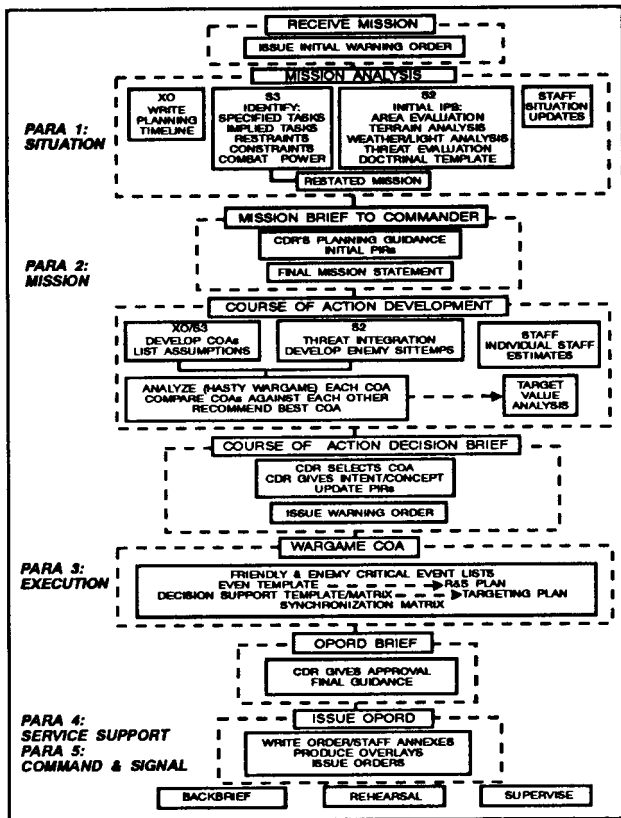 RECEIVE MISSION
ISSUE INITIAL WARNING ORDER
MISSION ANALYSIS
PARA 1:
SITUATION
XO
WRITE
PLANNING
TIMELINE
S3
IDENTIFY:
SPECIFIED TASKS
IMPLIED TASKS
RESTRAINTS
CONSTRAINTS
COMBAT POWER
S2
INITIAL IPB:
AREA EVALUATION
TERRAIN ANALYSIS
WEATHER/LIGHT ANALYSIS
THREAT EVALUATION
DOCTRINAL TEMPLATE
STAFF
SITUATION
UPDATES
RESTATED MISSION
MISSION BRIEF TO COMMANDER
PARA 2:
MISSION
CDR'S PLANNING GUIDANCE
INITIAL PIRs
FINAL MISSION STATEMENT
COURSE OF ACTION DEVELOPMENT
XO/S3
DEVELOP COAs
LIST ASSUMPTIONS
S2
THREAT INTEGRATION
DEVELOP ENEMY SITTEMPS
STAFF
INDIVIDUAL STAFF
ESTIMATES
ANALYZE (HASTY WARGAME) EACH COA
COMPARE COAs AGAINST EACH OTHER
RECOMMEND BEST COA
TARGET
VALUE
ANALYSIS
COURSE OF ACTION DECISION BRIEF
CDR SELECTS COA
CDR GIVES INTENT/CONCEPT
UPDATE PIRs
ISSUE WARNING ORDER
WARGAME COA
PARA 3:
EXECUTION
FRIENDLY & ENEMY CRITICAL EVENT LISTS
EVEN TEMPLATE R&S PLAN
DECISION SUPPORT TEMPLATE/MATRIX TARGETING PLAN
SYNCHRONIZATION MATRIX
OPORD BRIEF
CDR GIVES APPROVAL
FINAL GUIDANCE
ISSUE OPORD
PARA 4:
SERVICE SUPPORT
PARA 5:
COMMAND & SIGNAL
WRITE ORDER/STAFF ANNEXES
PRODUCE OVERLAYS
ISSUE ORDERS
BACKBRIEF
REHEARSAL
SUPERVISE